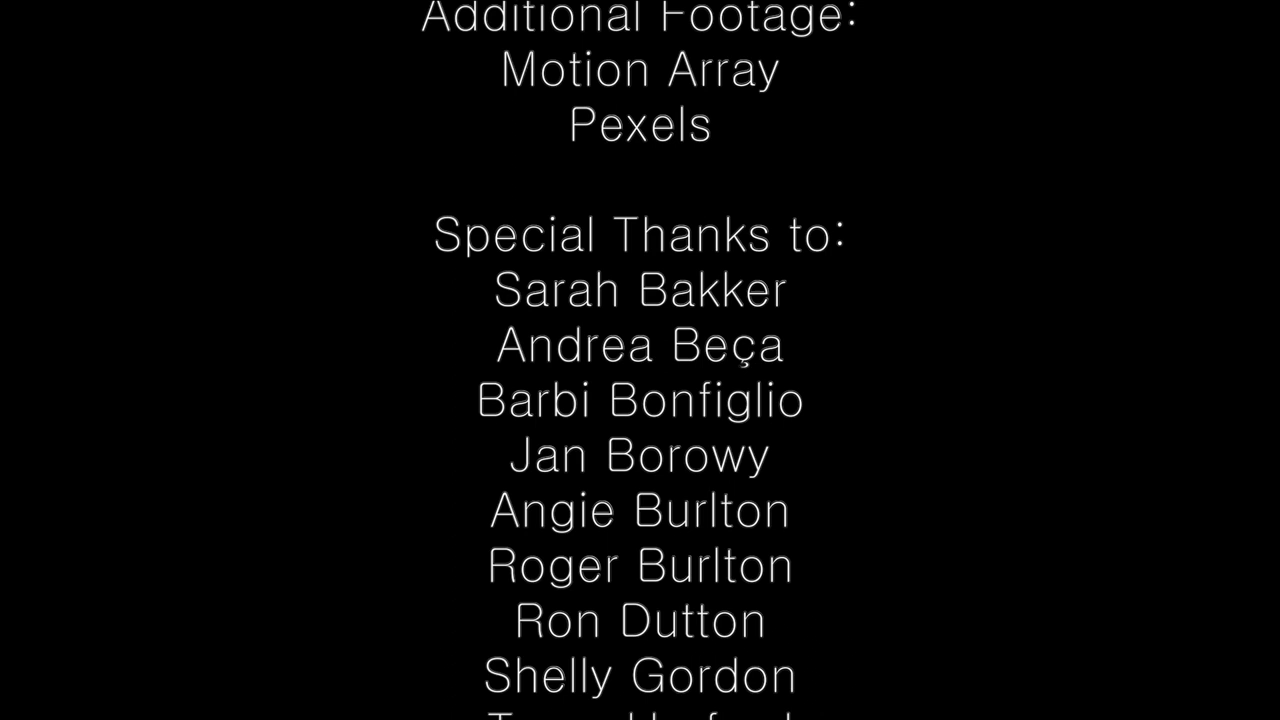 Additional Footage:
Motion Array
Pexels
Special Thanks to:
Sarah Bakker
Andrea Beça
Barbi Bonfiglio
Jan Borowy
Angie Burlton
Roger Burlton
Ron Dutton
Shelly Gordon